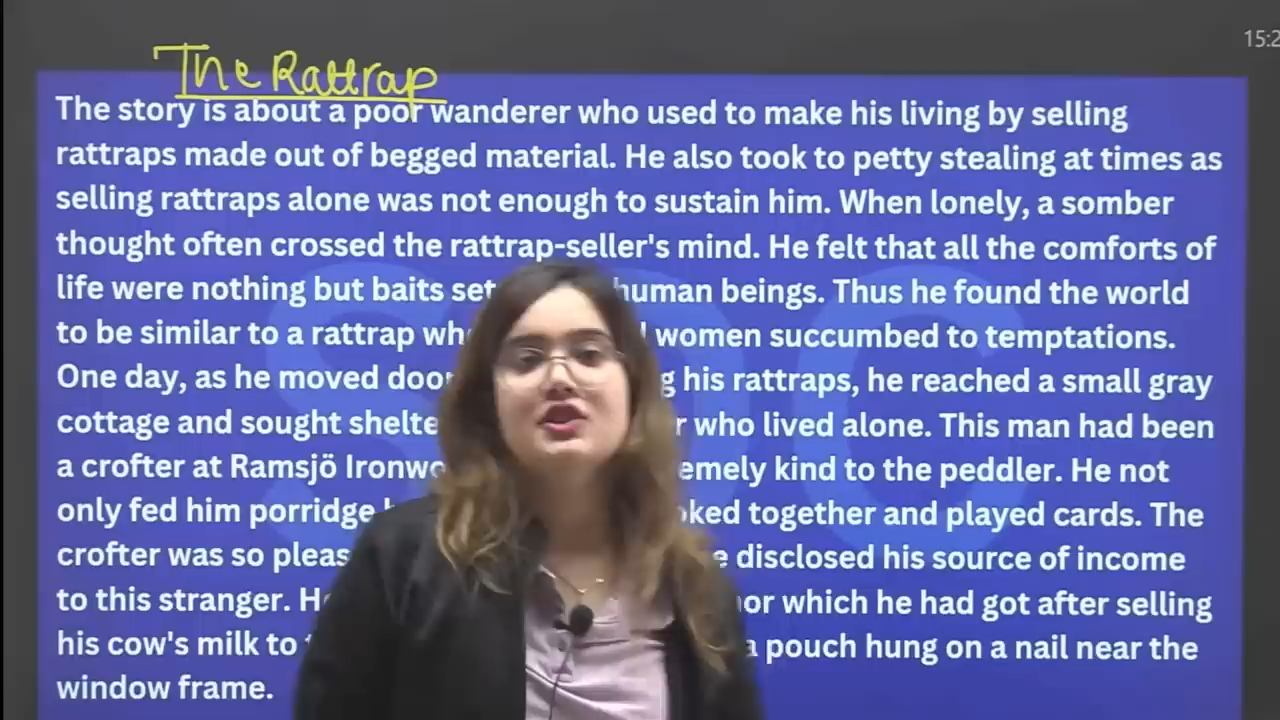 15:2
The Rattrap
The story is about a poor wanderer who used to make his living by selling
rattraps made out of begged material. He also took to petty stealing at times as
selling rattraps alone was not enough to sustain him. When lonely, a somber
thought often crossed the rattrap-seller's mind. He felt that all the comforts of
life were nothing but baits set human beings. Thus he found the world
to be similar to a rattrap women succumbed to temptations.
One day, as he moved his rattraps, he reached a small gray
cottage and sought who lived alone. This man had been
a crofter at Ramsjö kind to the peddler. He not
only fed him porridge together and played cards. The
crofter was so disclosed his source of income
to this stranger. which he had got after selling
his cow's milk to a pouch hung on a nail near the
window frame.